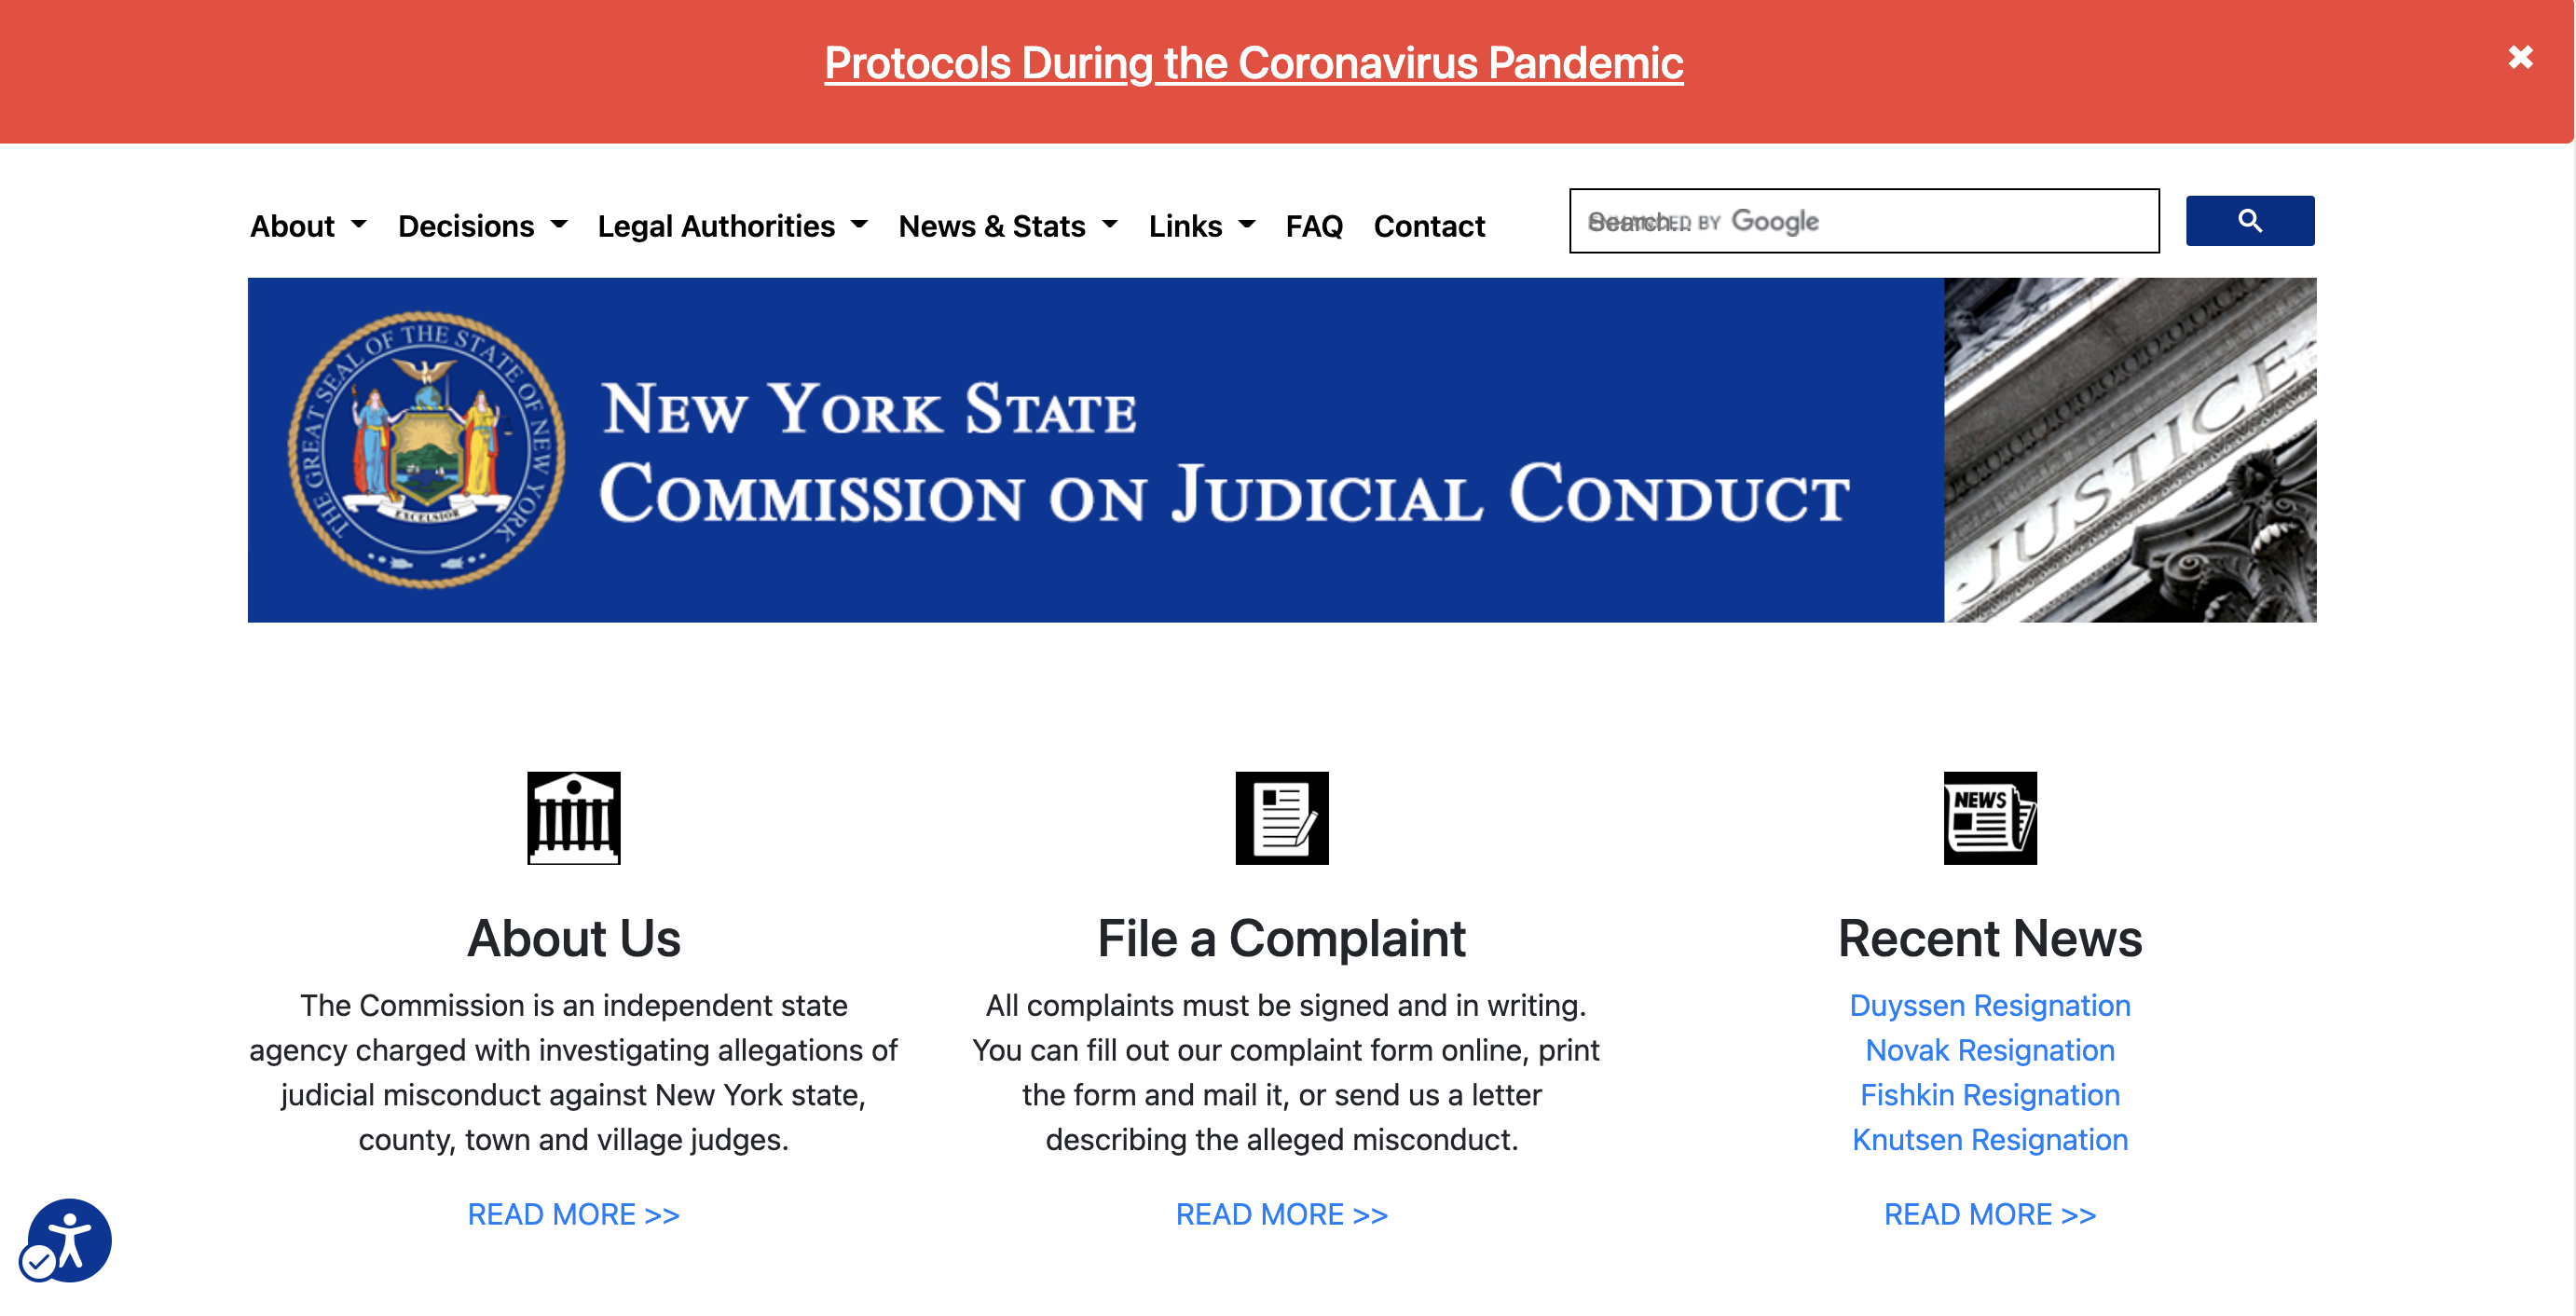 Protocols During the Coronavirus Pandemic
About
Decisions
Legal Authorities
News & Stats
Links
FAQ
Contact
Search...
ENHANCED BY Google
THE GREAT SEAL OF THE STATE OF NEW YORK
EXCELSIOR
NEW YORK STATE
COMMISSION ON JUDICIAL CONDUCT
JUSTICE
About Us
The Commission is an independent state
agency charged with investigating allegations of
judicial misconduct against New York state,
county, town and village judges.
READ MORE >>
File a Complaint
All complaints must be signed and in writing.
You can fill out our complaint form online, print
the form and mail it, or send us a letter
describing the alleged misconduct.
READ MORE >>
NEWS
Recent News
Duyssen Resignation
Novak Resignation
Fishkin Resignation
Knutsen Resignation
READ MORE >>